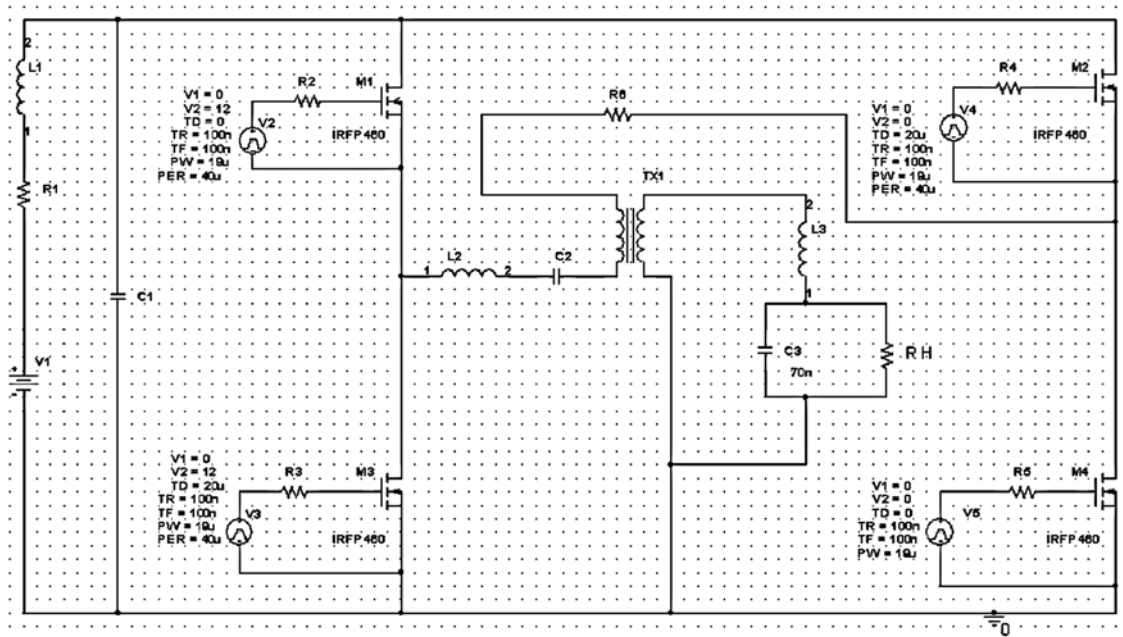 2
L1
1
R1
V1
+
-
C1
V1 = 0
V2 = 12
TD = 0
TR = 100n
TF = 100n
PW = 19u
PER = 40u
V2
R2
M1
IRFP460
L2
1
2
C2
R6
TX1
2
L3
1
C3
70n
RH
V1 = 0
V2 = 0
TD = 20u
TR = 100n
TF = 100n
PW = 19u
PER = 40u
V4
R4
M2
IRFP460
V1 = 0
V2 = 12
TD = 20u
TR = 100n
TF = 100n
PW = 19u
PER = 40u
V3
R3
M3
IRFP460
V1 = 0
V2 = 0
TD = 0
TR = 100n
TF = 100n
PW = 19u
V5
R5
M4
IRFP460
0